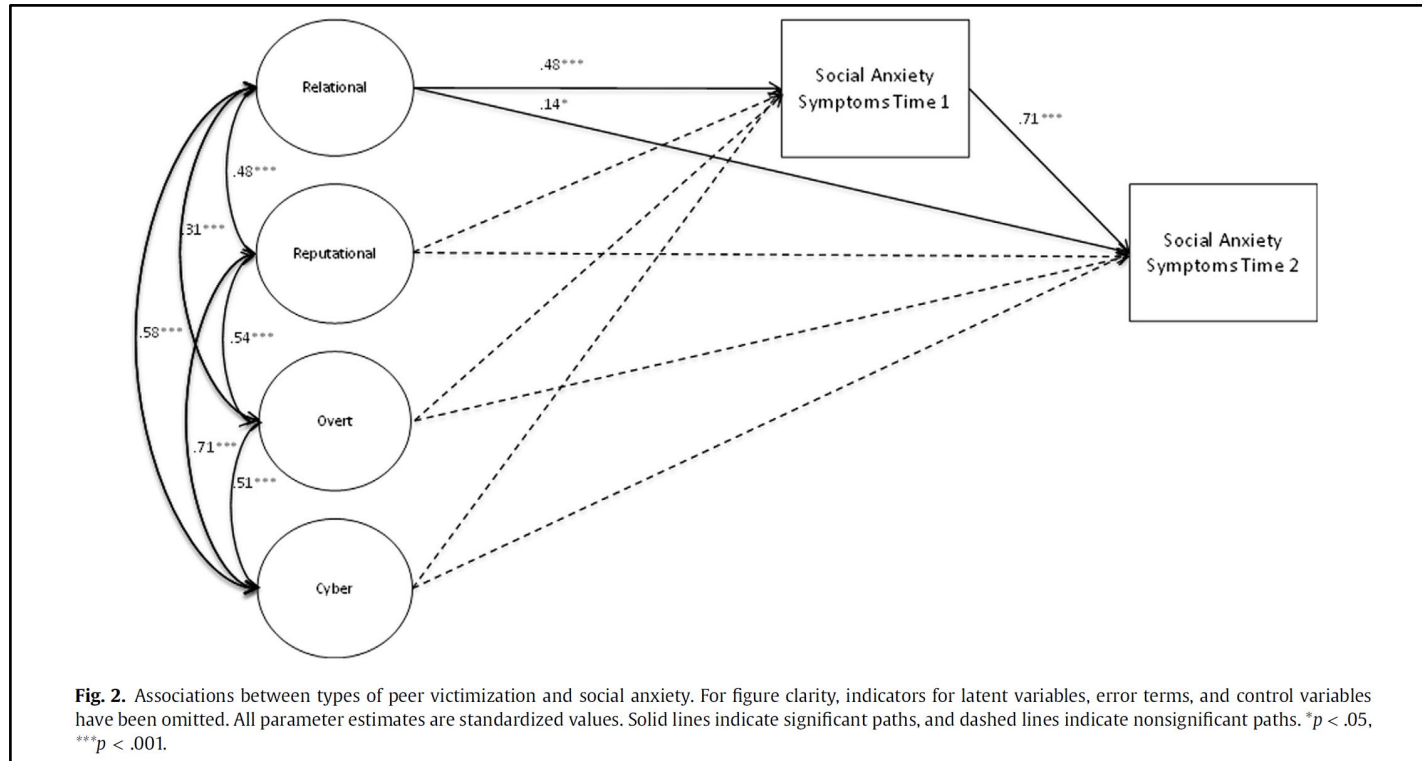 Relational
.48***
.14*
Social Anxiety
Symptoms Time 1
.71***
.48***
.31***
Reputational
Social Anxiety
Symptoms Time 2
.58***
.54***
Overt
.71***
.51***
Cyber
Fig. 2. Associations between types of peer victimization and social anxiety. For figure clarity, indicators for latent variables, error terms, and control variables
have been omitted. All parameter estimates are standardized values. Solid lines indicate significant paths, and dashed lines indicate nonsignificant paths. *p < .05,
***p < .001.